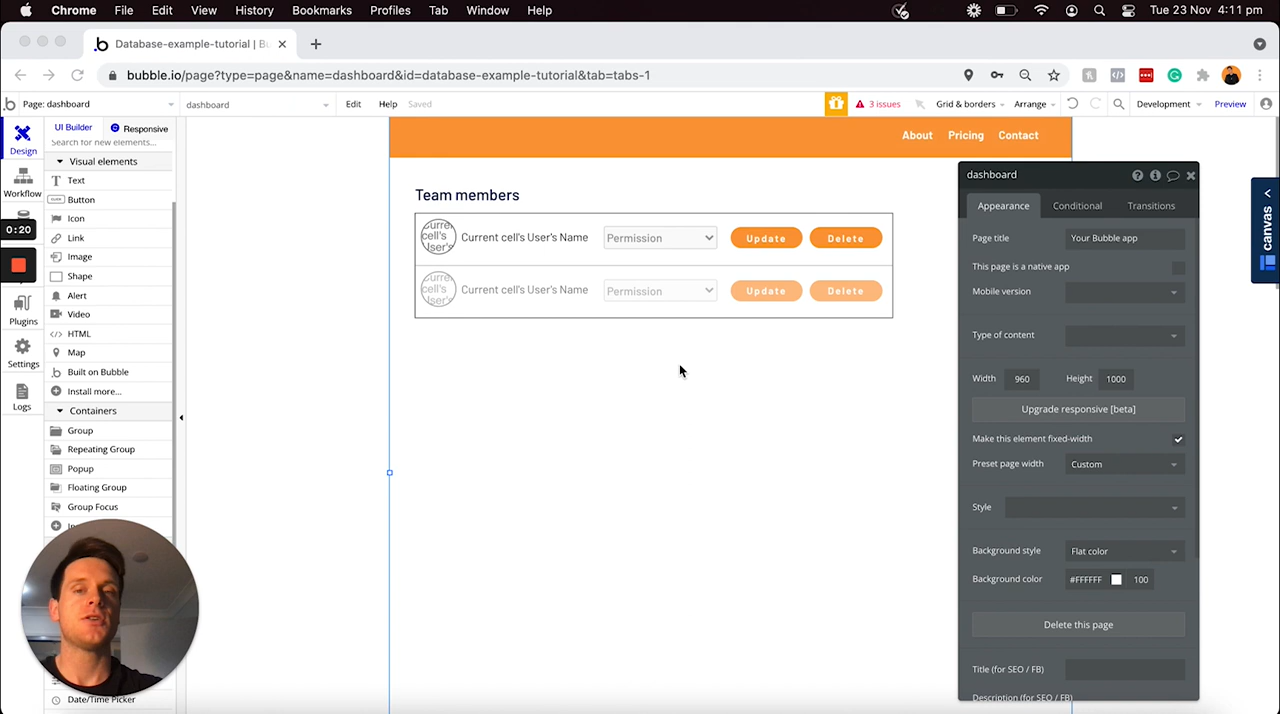 Chrome File Edit View History Bookmarks Profiles Tab Window Help Tue 23 Nov 4:11 pm
Database-example-tutorial | Bu
bubble.io/page?type=page&name=dashboard&id=database-example-tutorial&tab=tabs-1
Page: dashboard dashboard Edit Help Saved 3 issues Grid & borders Arrange Development Preview
UI Builder Responsive
Search for new elements...
Design
Workflow
0:20
Plugins
Settings
Logs
Visual elements
Text
Button
Icon
Link
Image
Shape
Alert
Video
HTML
Map
Built on Bubble
Install more...
Containers
Group
Repeating Group
Popup
Floating Group
Group Focus
Date/Time Picker
About Pricing Contact
Team members
Current cell's User's Name Permission Update Delete
Current cell's User's Name Permission Update Delete
dashboard
Appearance Conditional Transitions
Page title Your Bubble app
This page is a native app
Mobile version
Type of content
Width 960 Height 1000
Upgrade responsive [beta]
Make this element fixed-width
Preset page width Custom
Style
Background style Flat color
Background color #FFFFFF 100
Delete this page
Title (for SEO / FB)
Description (for SEO / FB)
canvas